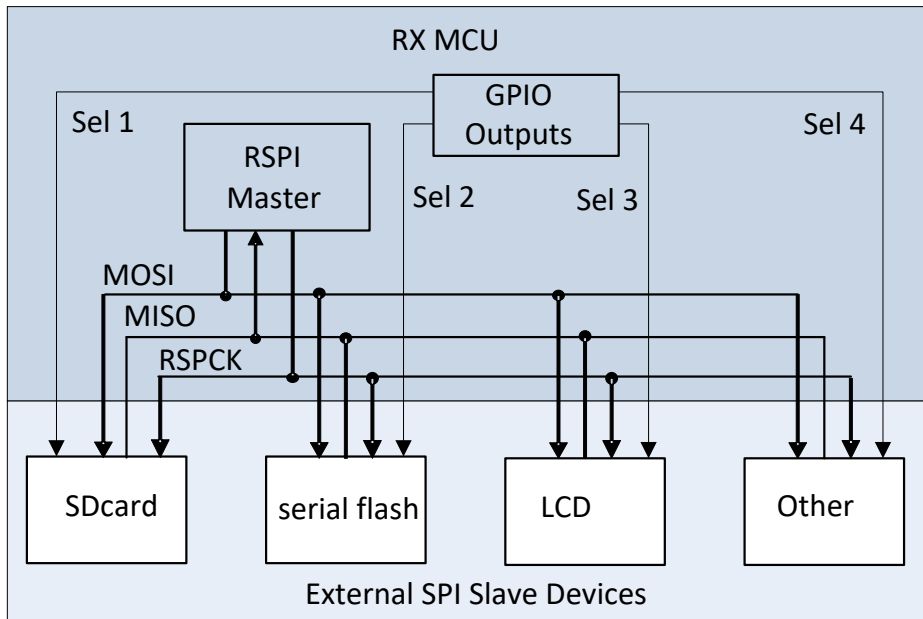 RX MCU
GPIO
Outputs
Sel 1
Sel 4
RSPI
Master
Sel 2
Sel 3
MOSI
MISO
RSPCK
SDcard
serial flash
LCD
Other
External SPI Slave Devices